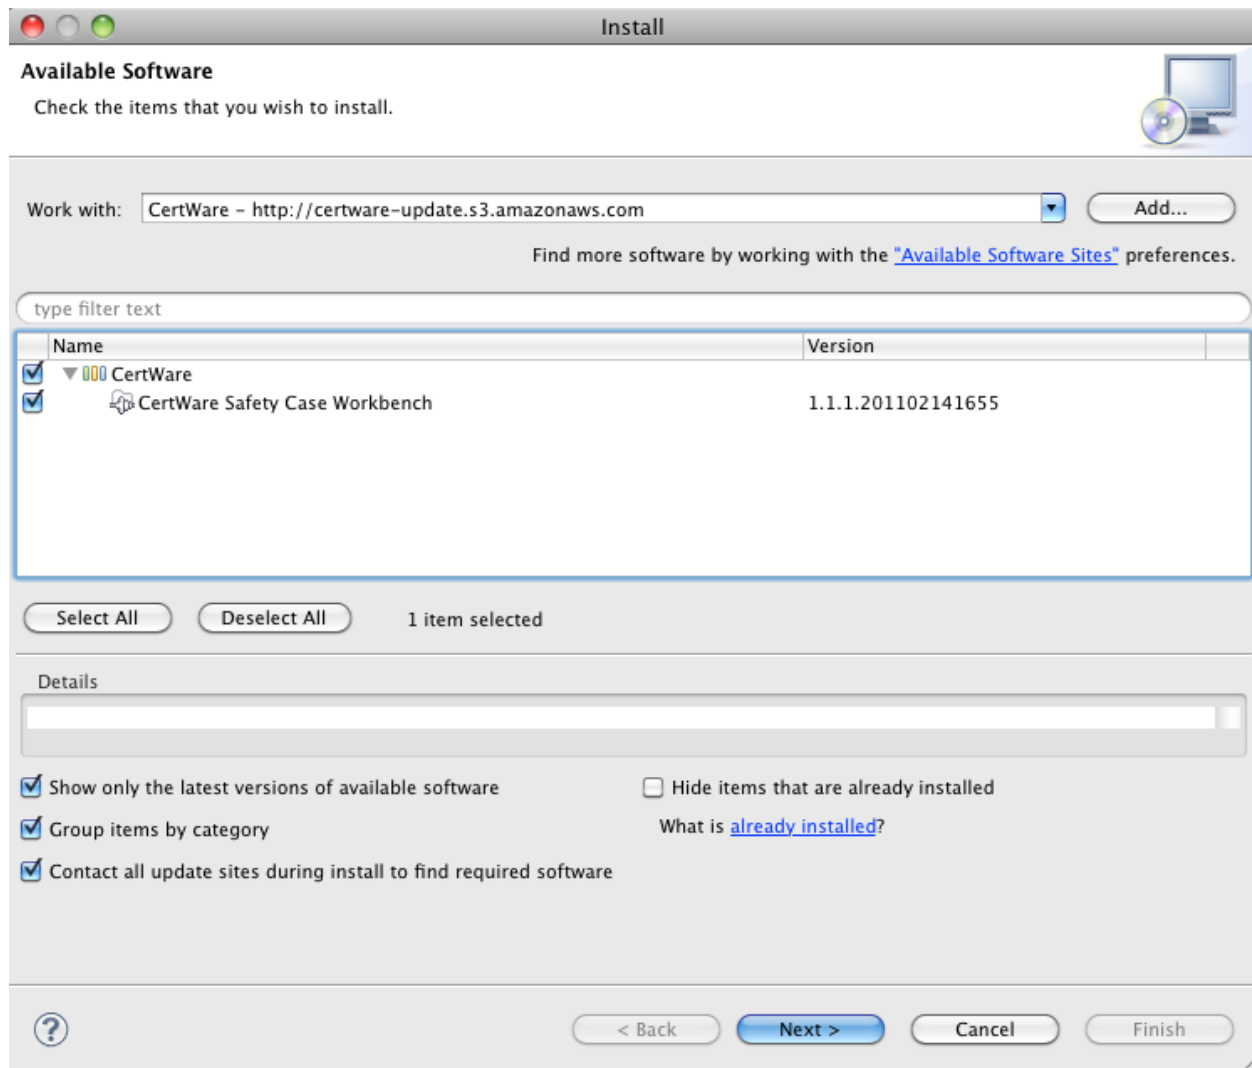 Install
Available Software
Check the items that you wish to install.
Work with: CertWare – http://certware-update.s3.amazonaws.com Add...
Find more software by working with the "Available Software Sites" preferences.
type filter text
Name Version
CertWare
CertWare Safety Case Workbench 1.1.1.201102141655
Select All Deselect All 1 item selected
Details
Show only the latest versions of available software Hide items that are already installed
Group items by category What is already installed?
Contact all update sites during install to find required software
? < Back Next > Cancel Finish